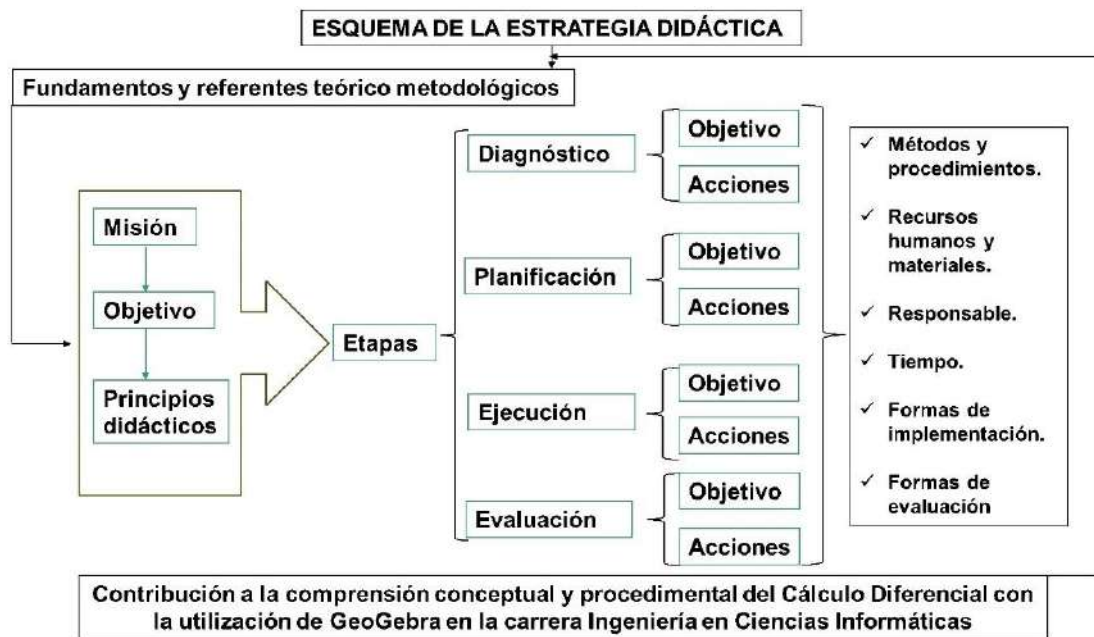 ESQUEMA DE LA ESTRATEGIA DIDÁCTICA
Fundamentos y referentes teórico metodológicos
Misión
Objetivo
Principios
didácticos
Etapas
Diagnóstico
Objetivo
Acciones
Planificación
Objetivo
Acciones
Ejecución
Objetivo
Acciones
Evaluación
Objetivo
Acciones
✓ Métodos y
procedimientos.
✓ Recursos
humanos y
materiales.
✓ Responsable.
✓ Tiempo.
✓ Formas de
implementación.
✓ Formas de
evaluación
Contribución a la comprensión conceptual y procedimental del Cálculo Diferencial con
la utilización de GeoGebra en la carrera Ingeniería en Ciencias Informáticas